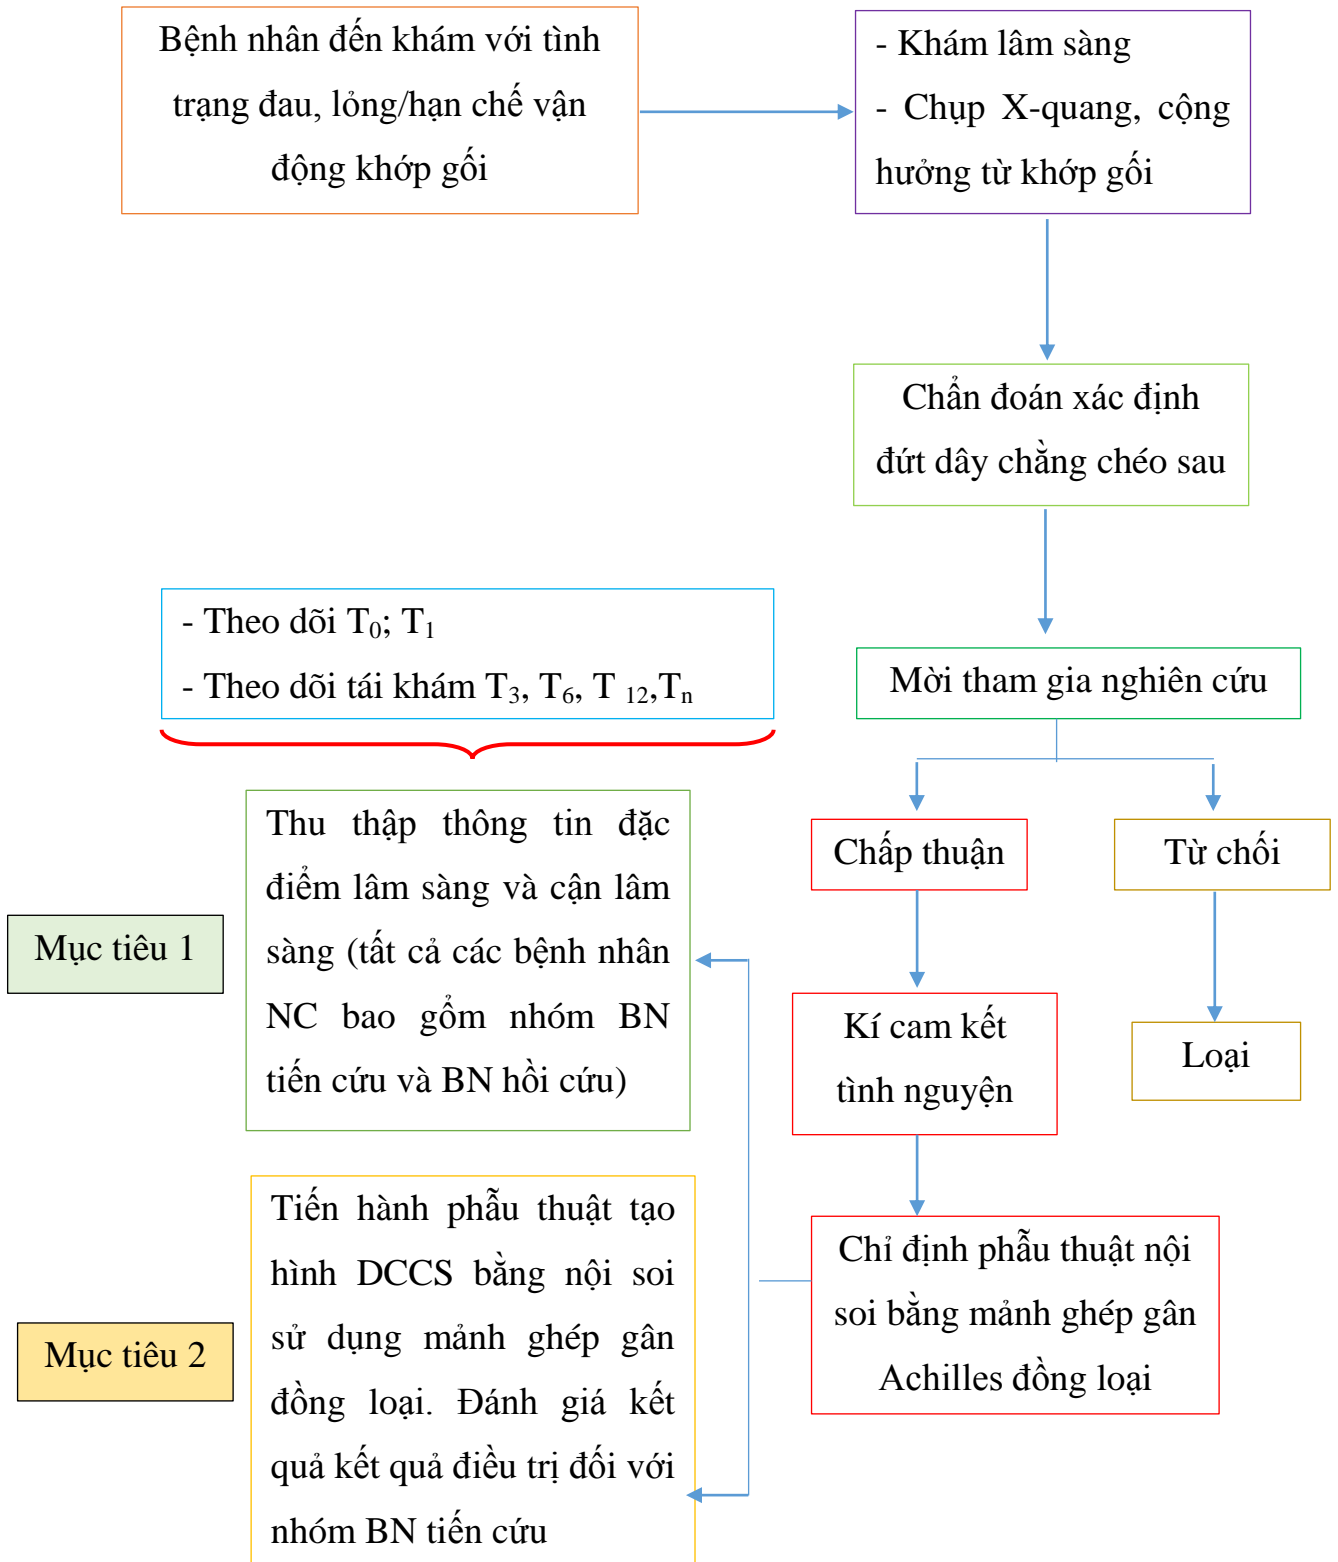 Bệnh nhân đến khám với tình
trạng đau, lỏng/hạn chế vận
động khớp gối
- Khám lâm sàng
- Chụp X-quang, cộng
hưởng từ khớp gối
Chẩn đoán xác định
đứt dây chằng chéo sau
Mời tham gia nghiên cứu
Chấp thuận
Từ chối
Kí cam kết
tình nguyện
Loại
Chỉ định phẫu thuật nội
soi bằng mảnh ghép gân
Achilles đồng loại
- Theo dõi T₀; T₁
- Theo dõi tái khám T₃, T₆, T ₁₂,Tₙ
Mục tiêu 1
Thu thập thông tin đặc
điểm lâm sàng và cận lâm
sàng (tất cả các bệnh nhân
NC bao gổm nhóm BN
tiến cứu và BN hồi cứu)
Mục tiêu 2
Tiến hành phẫu thuật tạo
hình DCCS bằng nội soi
sử dụng mảnh ghép gân
đồng loại. Đánh giá kết
quả kết quả điều trị đối với
nhóm BN tiến cứu